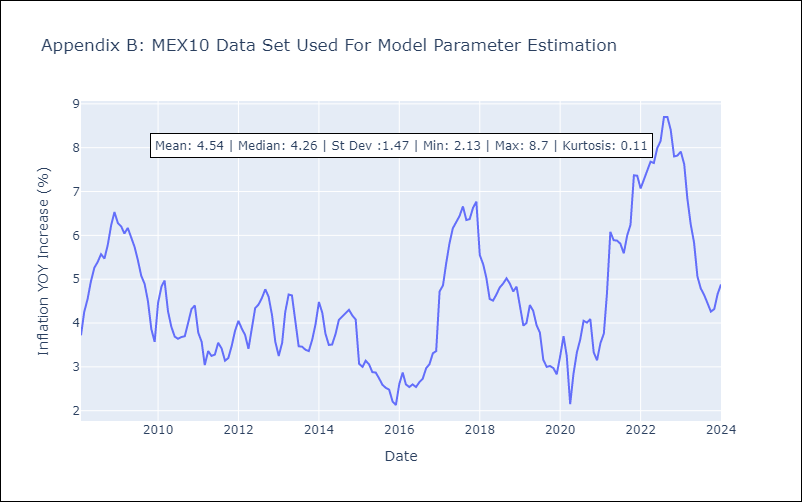 Appendix B: MEX10 Data Set Used For Model Parameter Estimation
9
Mean: 4.54 | Median: 4.26 | St Dev :1.47 | Min: 2.13 | Max: 8.7 | Kurtosis: 0.11
8
7
6
5
4
3
2
Inflation YOY Increase (%)
2010 2012 2014 2016 2018 2020 2022 2024
Date